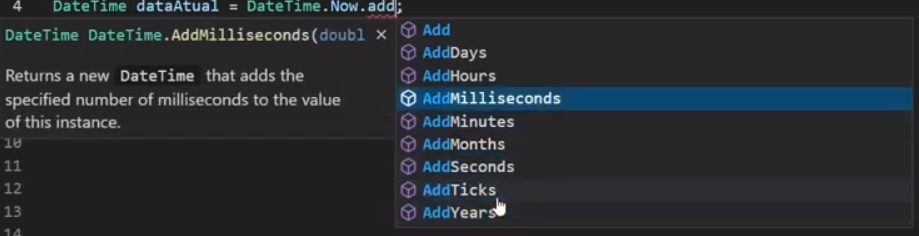 4 DateTime dataAtual = DateTime.Now.add;
DateTime DateTime.AddMilliseconds(doubl ×
Returns a new DateTime that adds the
specified number of milliseconds to the value
of this instance.
Add
AddDays
AddHours
AddMilliseconds
AddMinutes
AddMonths
AddSeconds
AddTicks
AddYears
10
11
12
13
14